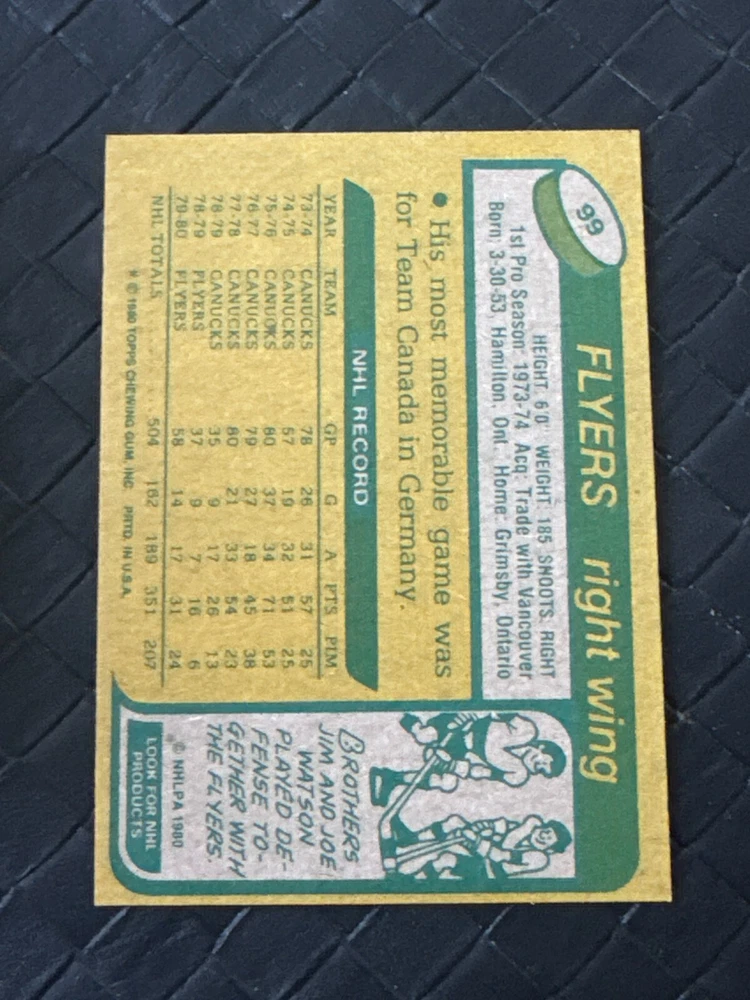 99
FLYERS right wing
HEIGHT: 6'0" WEIGHT: 185 SHOOTS: RIGHT
1st Pro Season: 1973-74 Acq: Trade with Vancouver
Born: 3-30-53, Hamilton, Ont. Home: Grimsby, Ontario
• His most memorable game was
for Team Canada in Germany.
NHL RECORD
YEAR TEAM GP G A PTS PIM
73-74 CANUCKS 78 26 31 57 25
74-75 CANUCKS 57 19 32 51 25
75-76 CANUCKS 80 37 34 71 53
76-77 CANUCKS 79 27 18 45 38
77-78 CANUCKS 80 21 33 54 23
78-79 CANUCKS 35 9 17 26 13
78-79 FLYERS 37 9 7 16 6
79-80 FLYERS 58 14 17 31 24
NHL TOTALS 504 162 189 351 207
* © 1980 TOPPS CHEWING GUM, INC. PRTD. IN U.S.A.
BROTHERS
JIM AND JOE
WATSON
PLAYED DE-
FENSE TO-
GETHER WITH
THE FLYERS.
© NHLPA 1980
LOOK FOR NHL
PRODUCTS